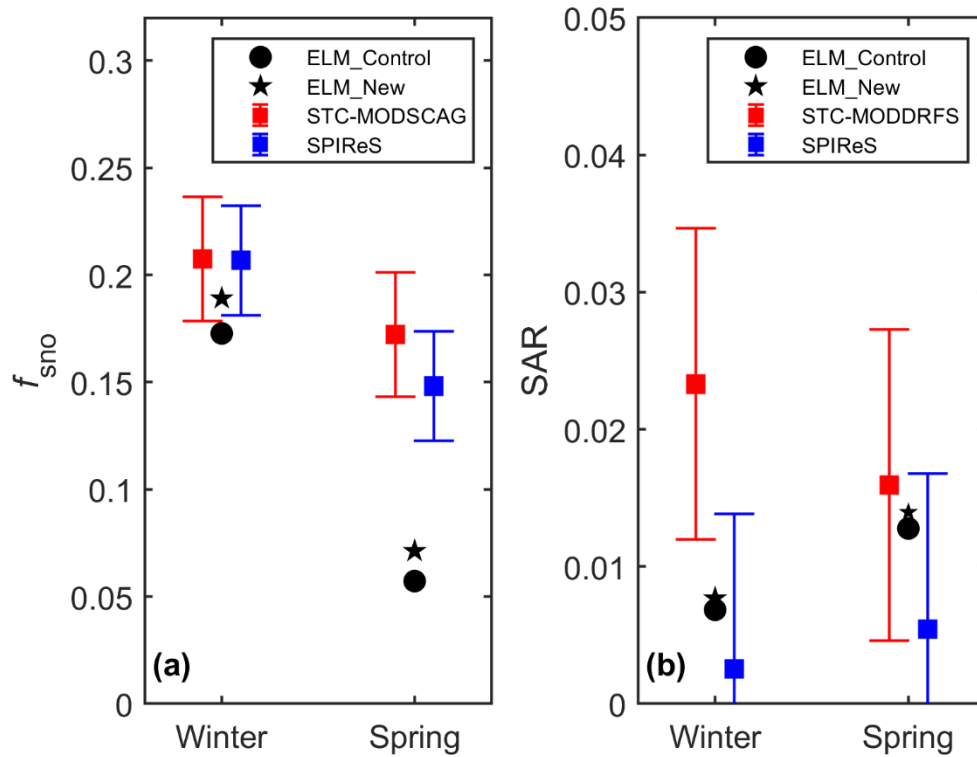 0.3
0.25
0.2
0.15
0.1
0.05
0
fsno
ELM_Control
ELM_New
STC-MODSCAG
SPIReS
(a)
Winter Spring
0.05
0.04
0.03
0.02
0.01
0
SAR
ELM_Control
ELM_New
STC-MODDRFS
SPIReS
(b)
Winter Spring